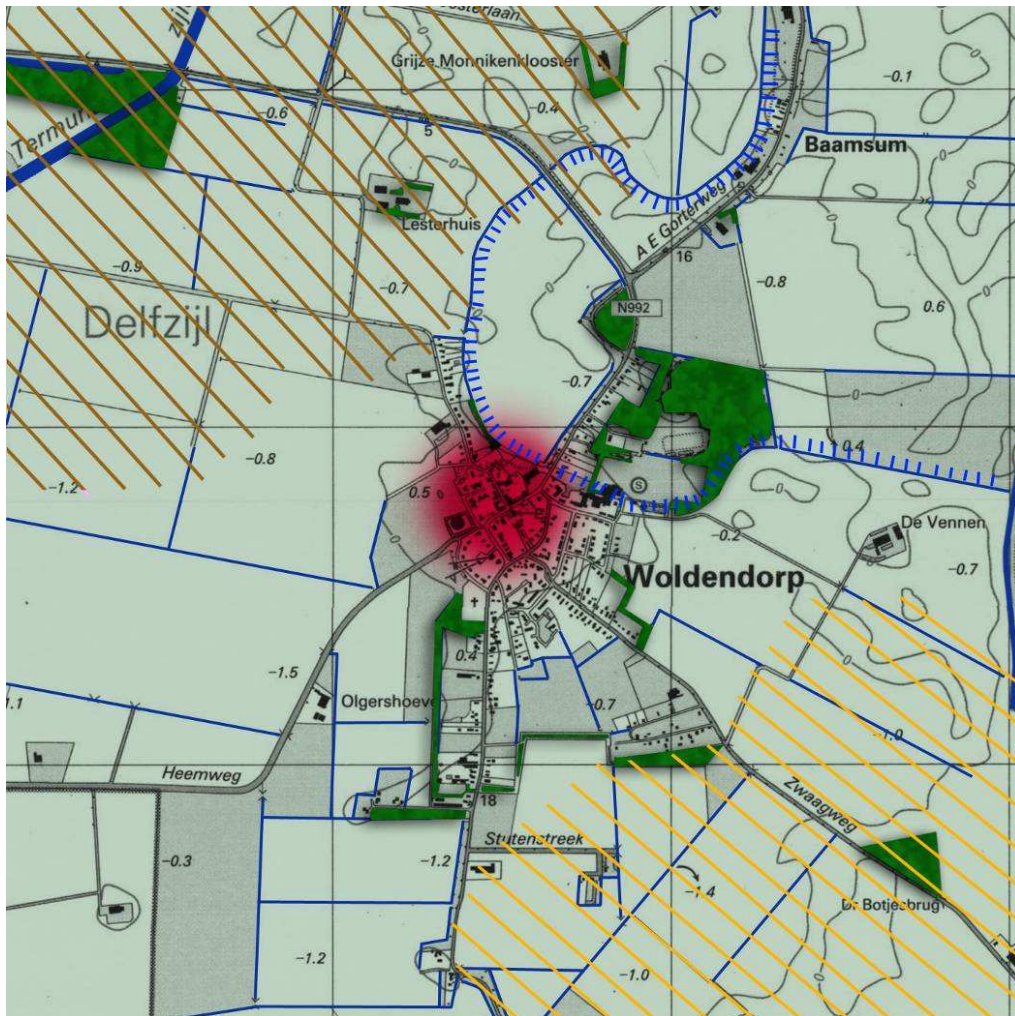 Grijze Monnikenklooster
-0.1
-0.4
-0.6
5
Baamsum
A E Gorterweg
Lesterhuis
16
-0.9
-0.7
-0.8
Delfzijl
N992
0.6
-0.7
-0.8
0.4
-1.2
0.5
S
-0.2
De Vennen
-0.7
Woldendorp
0.4
-1.5
Olgershoeve
-0.7
-1.0
Heemweg
18
Zwaagweg
Stutenstreek
-0.3
-1.2
-1.4
-1.2
-1.0